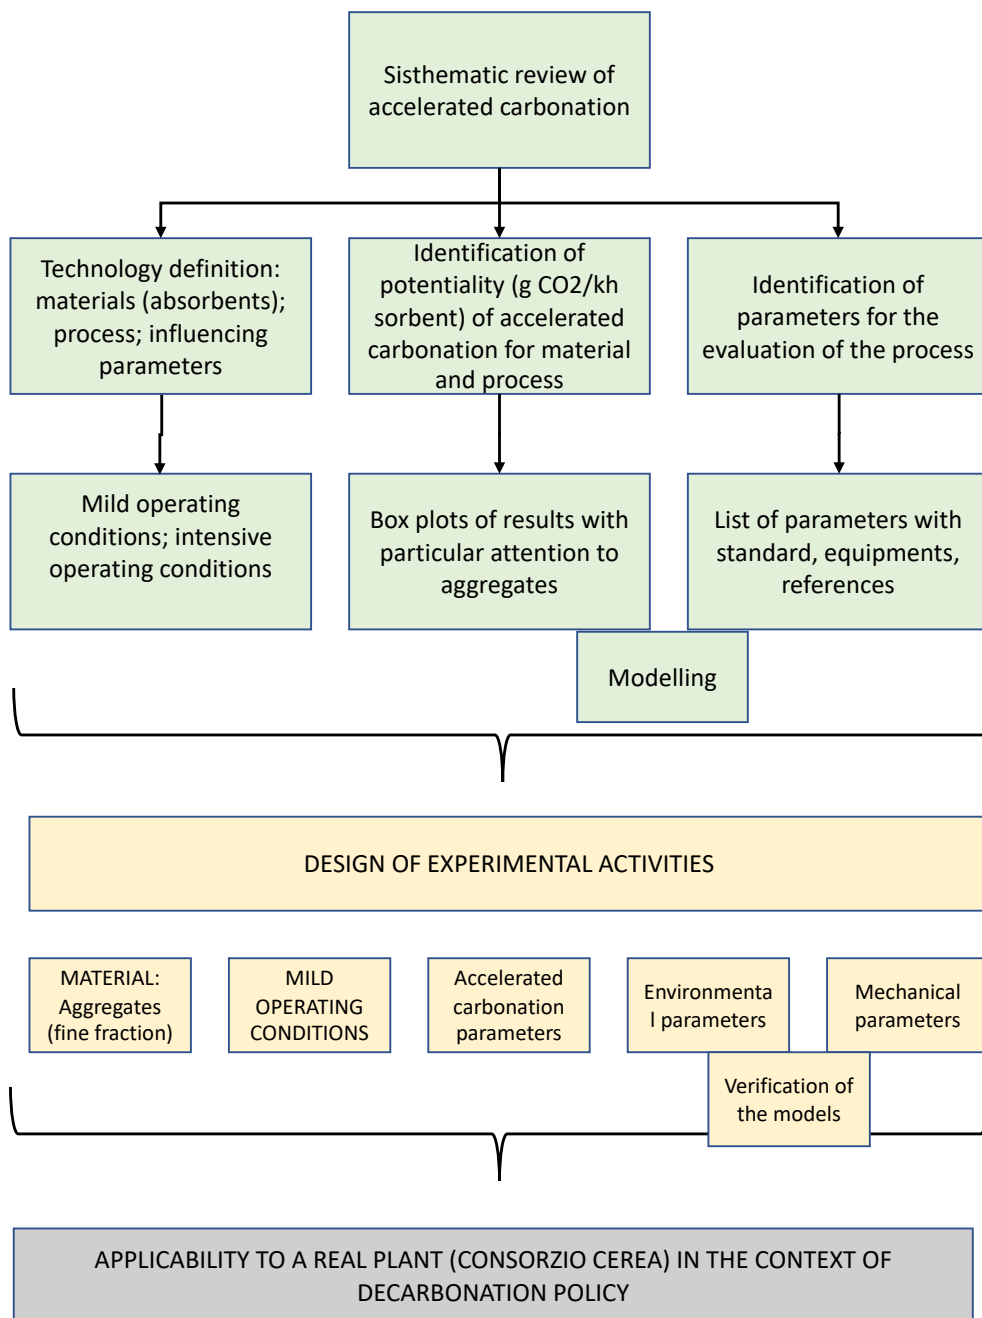 Sisthematic review of
accelerated carbonation
Technology definition:
materials (absorbents);
process; influencing
parameters
Identification of
potentiality (g CO2/kh
sorbent) of accelerated
carbonation for material
and process
Identification of
parameters for the
evaluation of the process
Mild operating
conditions; intensive
operating conditions
Box plots of results with
particular attention to
aggregates
List of parameters with
standard, equipments,
references
Modelling
DESIGN OF EXPERIMENTAL ACTIVITIES
MATERIAL:
Aggregates
(fine fraction)
MILD
OPERATING
CONDITIONS
Accelerated
carbonation
parameters
Environmenta
l parameters
Mechanical
parameters
Verification of
the models
APPLICABILITY TO A REAL PLANT (CONSORZIO CEREA) IN THE CONTEXT OF
DECARBONATION POLICY